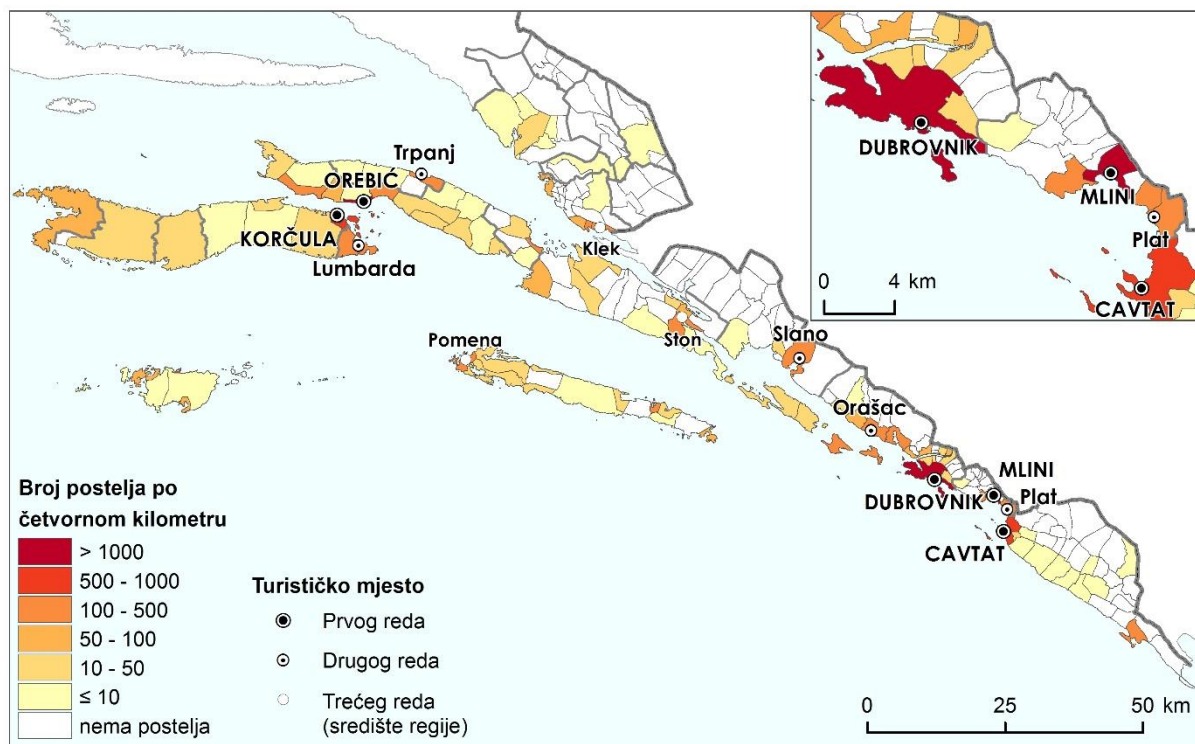 Trpanj
OREBIĆ
KORČULA
Lumbarda
Klek
Pomena
Ston
Slano
Orašac
MLINI
Plat
DUBROVNIK
CAVTAT
DUBROVNIK
MLINI
Plat
CAVTAT
0 4 km
Broj postelja po
četvornom kilometru
> 1000
500 - 1000
100 - 500
50 - 100
10 - 50
≤ 10
nema postelja
Turističko mjesto
Prvog reda
Drugog reda
Trećeg reda
(središte regije)
0 25 50 km